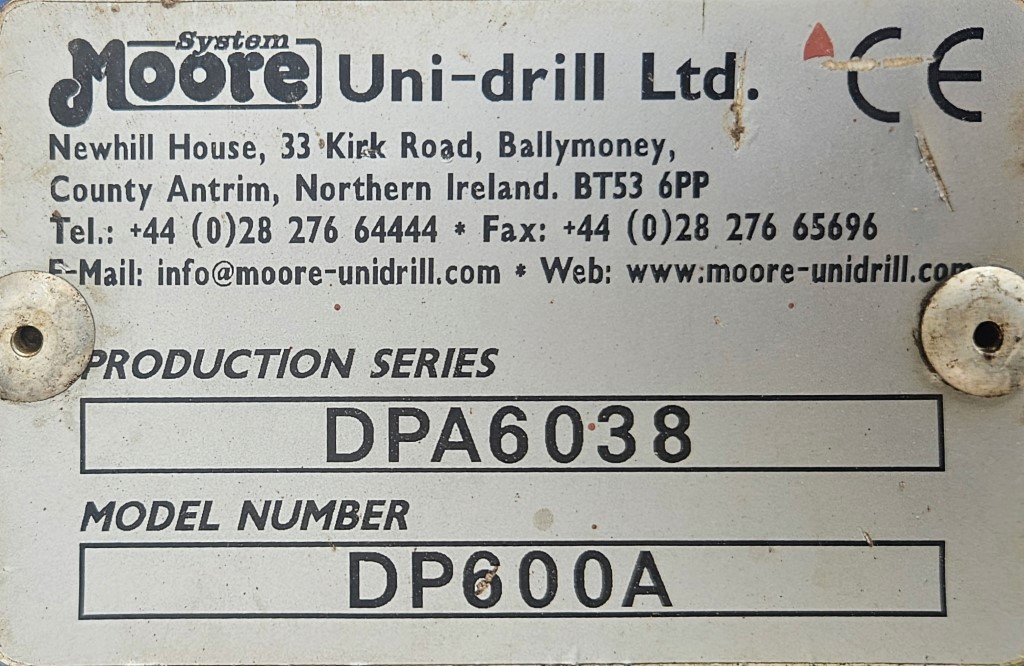 System
Moore Uni-drill Ltd. CE
Newhill House, 33 Kirk Road, Ballymoney,
County Antrim, Northern Ireland. BT53 6PP
Tel.: +44 (0)28 276 64444 * Fax: +44 (0)28 276 65696
E-Mail: info@moore-unidrill.com * Web: www.moore-unidrill.com
PRODUCTION SERIES
DPA6038
MODEL NUMBER
DP600A